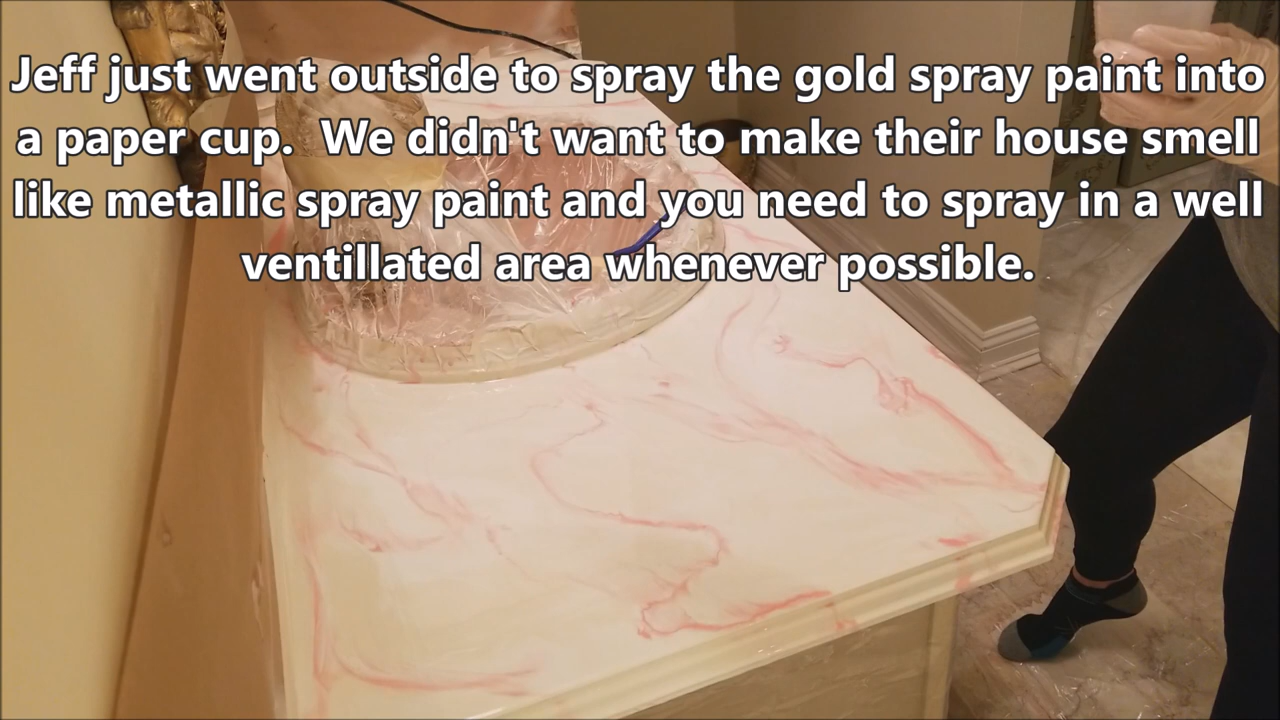 Jeff just went outside to spray the gold spray paint into
a paper cup.  We didn't want to make their house smell
like metallic spray paint and you need to spray in a well
ventillated area whenever possible.